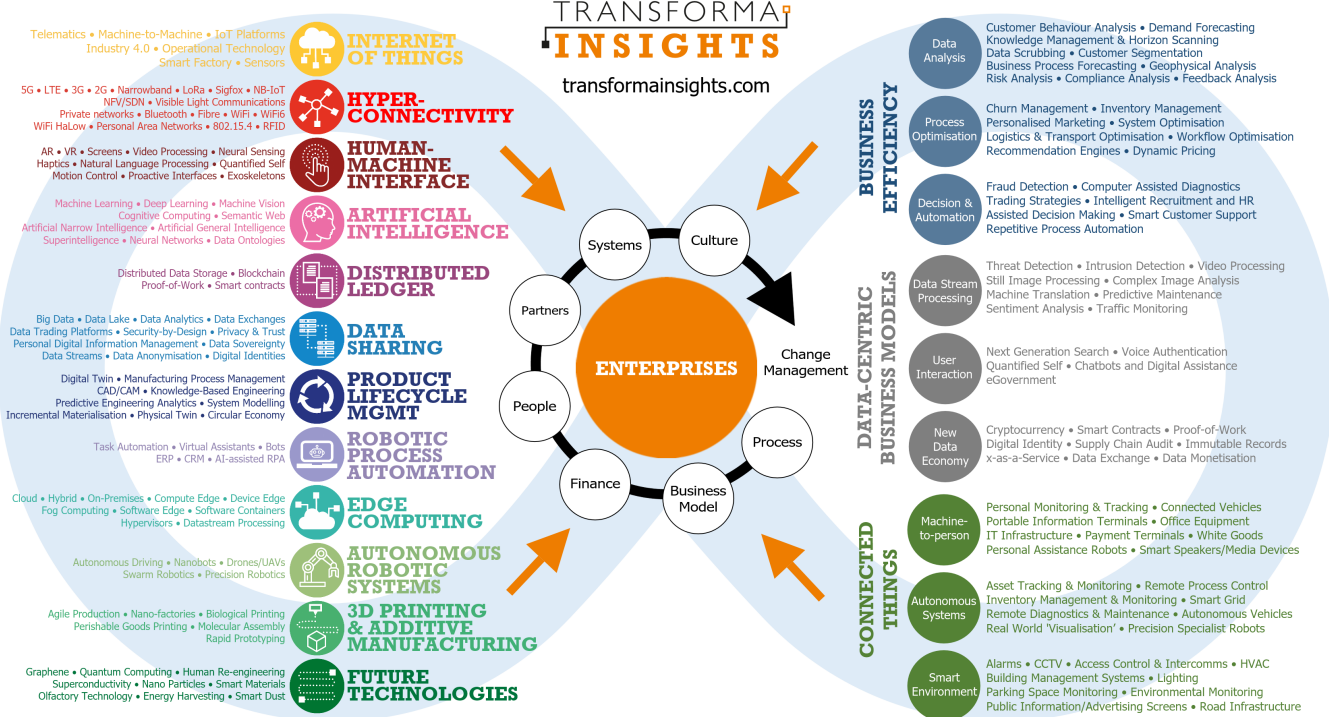 TRANSFORMA
INSIGHTS
transformainsights.com
Telematics • Machine-to-Machine • IoT Platforms
Industry 4.0 • Operational Technology
Smart Factory • Sensors
INTERNET
OF THINGS
5G • LTE • 3G • 2G • Narrowband • LoRa • Sigfox • NB-IoT
NFV/SDN • Visible Light Communications
Private networks • Bluetooth • Fibre • WiFi • WiFi6
WiFi HaLow • Personal Area Networks • 802.15.4 • RFID
HYPER-
CONNECTIVITY
AR • VR • Screens • Video Processing • Neural Sensing
Haptics • Natural Language Processing • Quantified Self
Motion Control • Proactive Interfaces • Exoskeletons
HUMAN-
MACHINE
INTERFACE
Machine Learning • Deep Learning • Machine Vision
Cognitive Computing • Semantic Web
Artificial Narrow Intelligence • Artificial General Intelligence
Superintelligence • Neural Networks • Data Ontologies
ARTIFICIAL
INTELLIGENCE
Distributed Data Storage • Blockchain
Proof-of-Work • Smart contracts
DISTRIBUTED
LEDGER
Big Data • Data Lake • Data Analytics • Data Exchanges
Data Trading Platforms • Security-by-Design • Privacy & Trust
Personal Digital Information Management • Data Sovereignty
Data Streams • Data Anonymisation • Digital Identities
DATA
SHARING
Digital Twin • Manufacturing Process Management
CAD/CAM • Knowledge-Based Engineering
Predictive Engineering Analytics • System Modelling
Incremental Materialisation • Physical Twin • Circular Economy
PRODUCT
LIFECYCLE
MGMT
Task Automation • Virtual Assistants • Bots
ERP • CRM • AI-assisted RPA
ROBOTIC
PROCESS
AUTOMATION
Cloud • Hybrid • On-Premises • Compute Edge • Device Edge
Fog Computing • Software Edge • Software Containers
Hypervisors • Datastream Processing
EDGE
COMPUTING
Autonomous Driving • Nanobots • Drones/UAVs
Swarm Robotics • Precision Robotics
AUTONOMOUS
ROBOTIC
SYSTEMS
Agile Production • Nano-factories • Biological Printing
Perishable Goods Printing • Molecular Assembly
Rapid Prototyping
3D PRINTING
& ADDITIVE
MANUFACTURING
Graphene • Quantum Computing • Human Re-engineering
Superconductivity • Nano Particles • Smart Materials
Olfactory Technology • Energy Harvesting • Smart Dust
FUTURE
TECHNOLOGIES
ENTERPRISES
Culture
Systems
Partners
People
Finance
Business
Model
Process
Change
Management
BUSINESS
EFFICIENCY
Data
Analysis
Customer Behaviour Analysis • Demand Forecasting
Knowledge Management & Horizon Scanning
Data Scrubbing • Customer Segmentation
Business Process Forecasting • Geophysical Analysis
Risk Analysis • Compliance Analysis • Feedback Analysis
Process
Optimisation
Churn Management • Inventory Management
Personalised Marketing • System Optimisation
Logistics & Transport Optimisation • Workflow Optimisation
Recommendation Engines • Dynamic Pricing
Decision &
Automation
Fraud Detection • Computer Assisted Diagnostics
Trading Strategies • Intelligent Recruitment and HR
Assisted Decision Making • Smart Customer Support
Repetitive Process Automation
DATA-CENTRIC
BUSINESS MODELS
Data Stream
Processing
Threat Detection • Intrusion Detection • Video Processing
Still Image Processing • Complex Image Analysis
Machine Translation • Predictive Maintenance
Sentiment Analysis • Traffic Monitoring
User
Interaction
Next Generation Search • Voice Authentication
Quantified Self • Chatbots and Digital Assistance
eGovernment
New
Data
Economy
Cryptocurrency • Smart Contracts • Proof-of-Work
Digital Identity • Supply Chain Audit • Immutable Records
x-as-a-Service • Data Exchange • Data Monetisation
CONNECTED
THINGS
Machine-
to-person
Personal Monitoring & Tracking • Connected Vehicles
Portable Information Terminals • Office Equipment
IT Infrastructure • Payment Terminals • White Goods
Personal Assistance Robots • Smart Speakers/Media Devices
Autonomous
Systems
Asset Tracking & Monitoring • Remote Process Control
Inventory Management & Monitoring • Smart Grid
Remote Diagnostics & Maintenance • Autonomous Vehicles
Real World 'Visualisation’ • Precision Specialist Robots
Smart
Environment
Alarms • CCTV • Access Control & Intercomms • HVAC
Building Management Systems • Lighting
Parking Space Monitoring • Environmental Monitoring
Public Information/Advertising Screens • Road Infrastructure